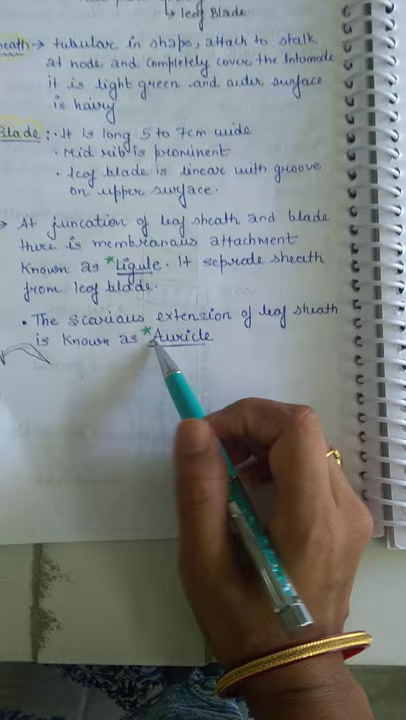 ↳ leaf Blade
eath → tubular in shape, attach to stalk
at node and completely cover the Internode
it is light green and outer surface
is hairy
Blade: · It is long 5 to 7cm wide
· Mid rib is prominent
· leaf blade is linear with groove
on upper surface.
→ At juncation of leaf sheath and blade
there is membranaus attachment
Known as *Ligule. It seprate sheath
from leaf blade.
· The scarious extension of leaf sheath
is known as *Auricle